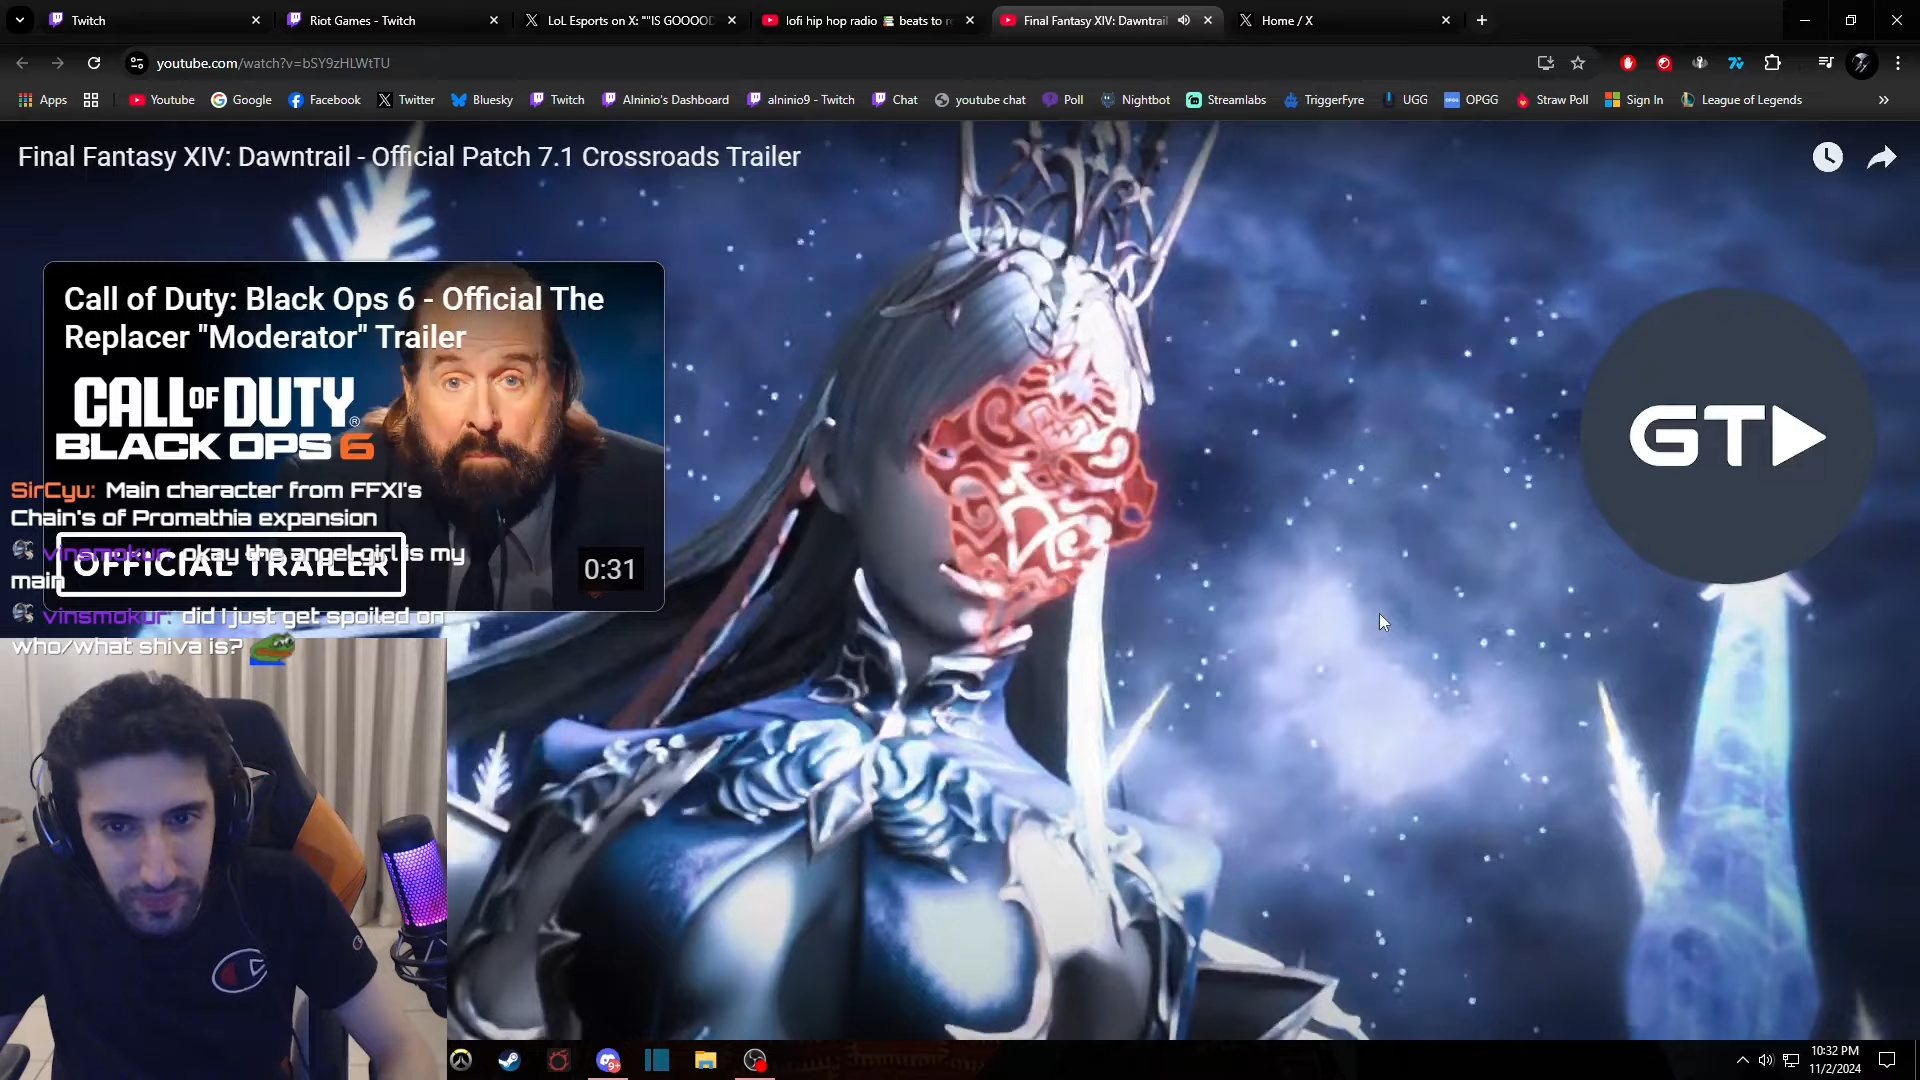 Twitch
Riot Games - Twitch
LoL Esports on X: ""IS GOOOOD
lofi hip hop radio 📚 beats to r
Final Fantasy XIV: Dawntrail
Home / X
youtube.com/watch?v=bSY9zHLWtTU
Apps
Youtube
Google
Facebook
Twitter
Bluesky
Twitch
Alninio's Dashboard
alninio9 - Twitch
Chat
youtube chat
Poll
Nightbot
Streamlabs
TriggerFyre
UGG
OPGG
Straw Poll
Sign In
League of Legends
Final Fantasy XIV: Dawntrail - Official Patch 7.1 Crossroads Trailer
Call of Duty: Black Ops 6 - Official The
Replacer "Moderator" Trailer
CALL OF DUTY®
BLACK OPS 6
OFFICIAL TRAILER
0:31
GT
SirCyu: Main character from FFXI's
Chain's of Promathia expansion
vinsmokur: okay the angel girl is my
main
vinsmokur: did I just get spoiled on
who/what shiva is?
9+
10:32 PM
11/2/2024